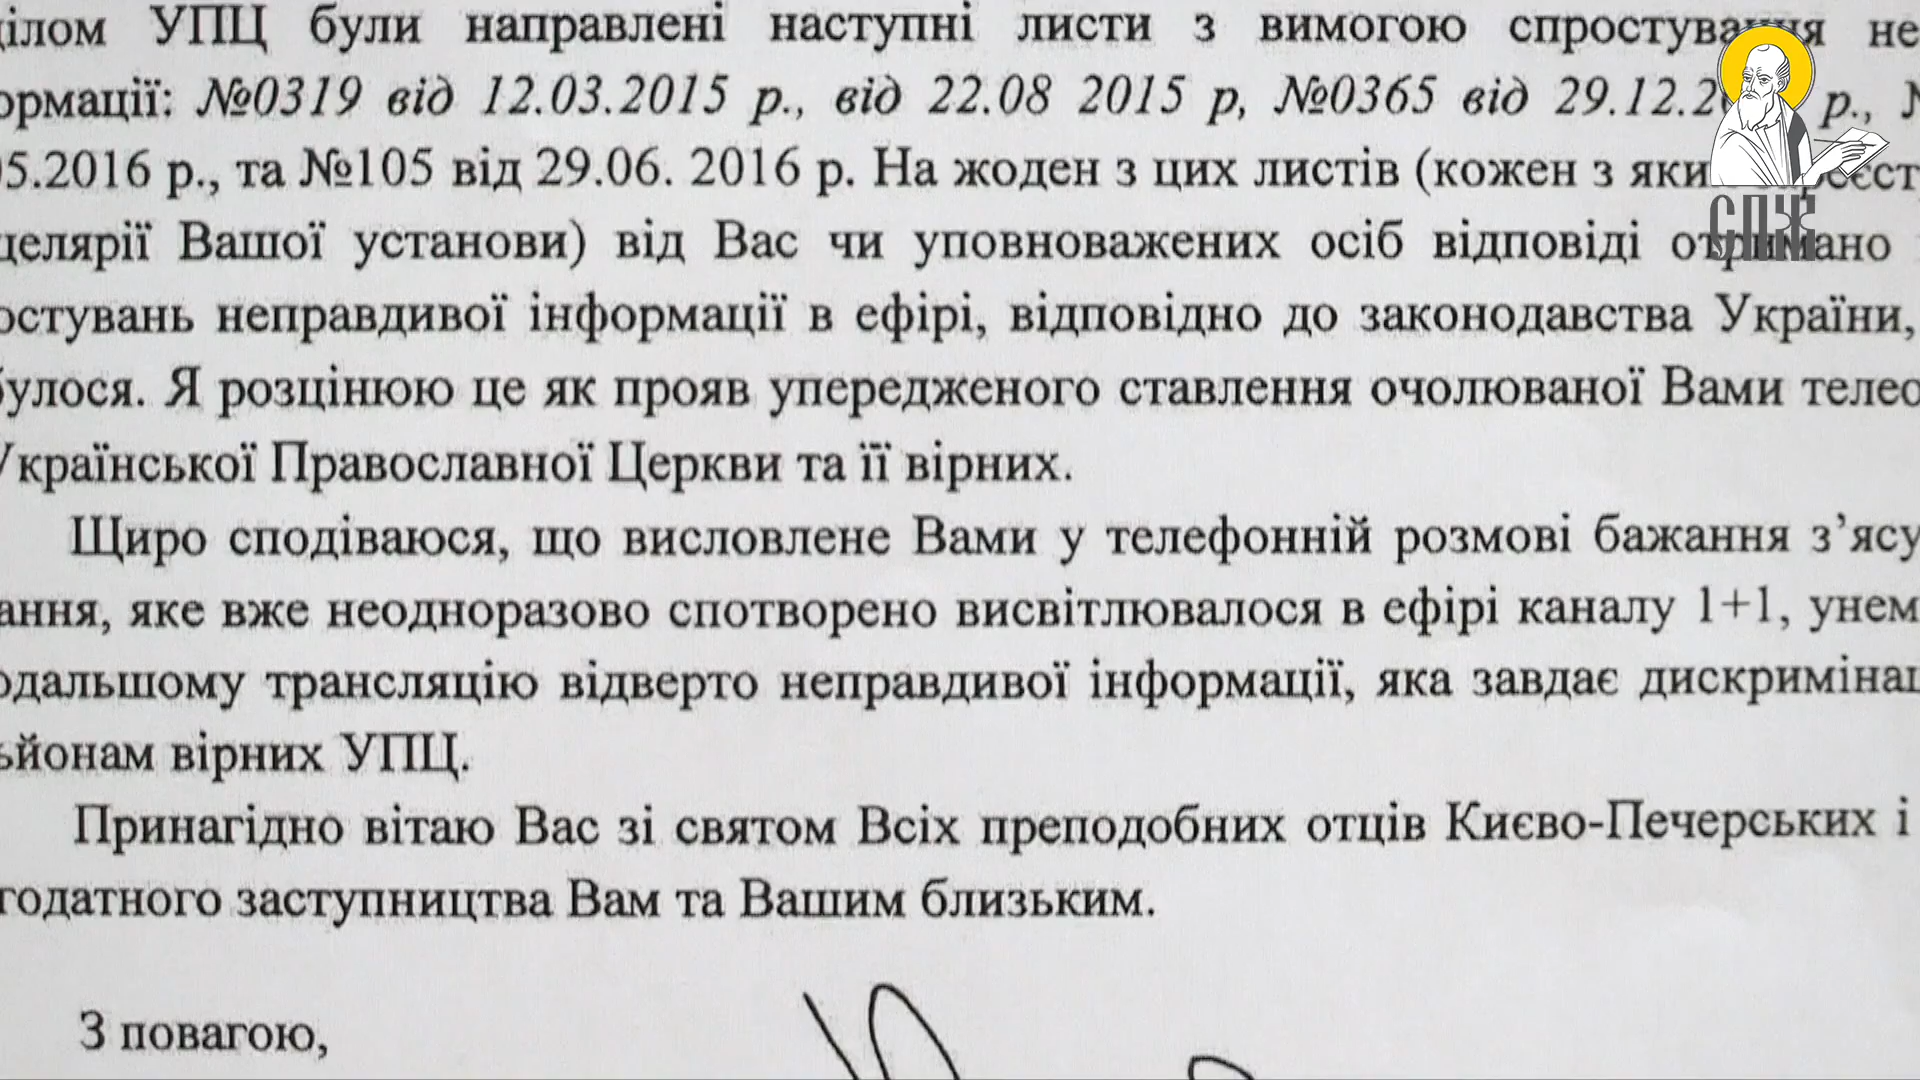 ілом УПЦ були направлені наступні листи з вимогою спростування не
ормації: №0319 від 12.03.2015 р., від 22.08 2015 р, №0365 від 29.12.2 р.,
05.2016 р., та №105 від 29.06. 2016 р. На жоден з цих листів (кожен з яки
целярії Вашої установи) від Вас чи уповноважених осіб відповіді отримано
остувань неправдивої інформації в ефірі, відповідно до законодавства України,
булося. Я розцінюю це як прояв упередженого ставлення очолюваної Вами телео
Української Православної Церкви та її вірних.
Щиро сподіваюся, що висловлене Вами у телефонній розмові бажання з’ясу
ання, яке вже неодноразово спотворено висвітлювалося в ефірі каналу 1+1, унем
одальшому трансляцію відверто неправдивої інформації, яка завдає дискримінац
ьйонам вірних УПЦ.
Принагідно вітаю Вас зі святом Всіх преподобних отців Києво-Печерських і
годатного заступництва Вам та Вашим близьким.
З повагою,
СПЖ